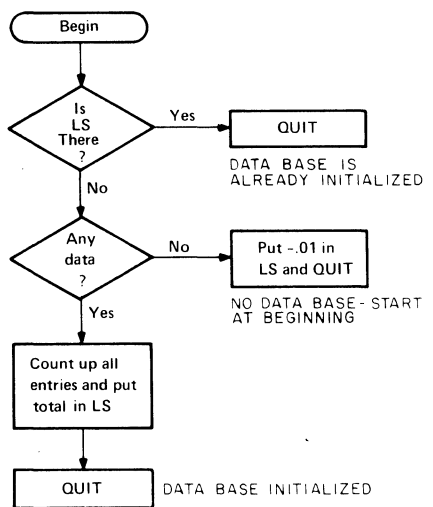 Begin
Is
LS
There
?
Yes
QUIT
DATA BASE IS
ALREADY INITIALIZED
No
Any
data
?
No
Put -.01 in
LS and QUIT
NO DATA BASE - START
AT BEGINNING
Yes
Count up all
entries and put
total in LS
QUIT
DATA BASE INITIALIZED